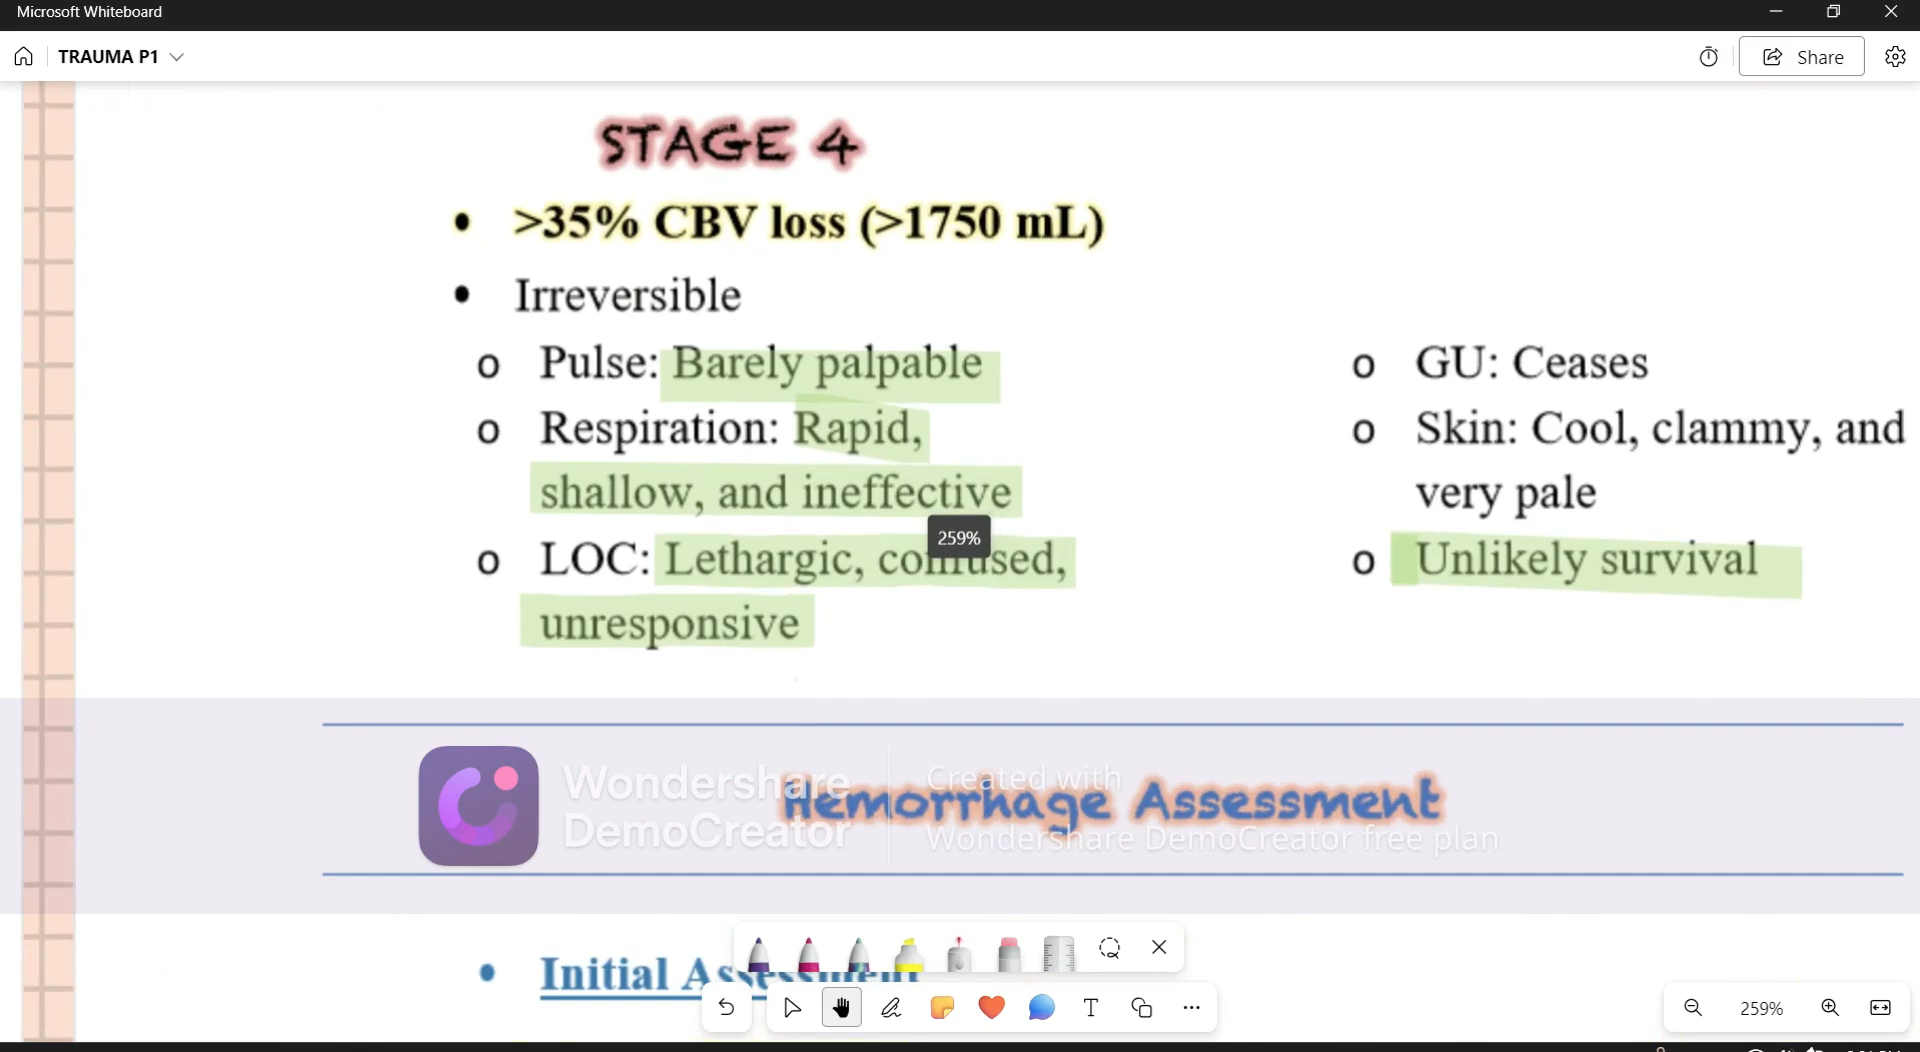 Microsoft Whiteboard
TRAUMA P1
Share
STAGE 4
• >35% CBV loss (>1750 mL)
• Irreversible
o Pulse: Barely palpable
o Respiration: Rapid,
shallow, and ineffective
o LOC: Lethargic, confused,
unresponsive
o GU: Ceases
o Skin: Cool, clammy, and
very pale
o Unlikely survival
259%
Hemorrhage Assessment
Wondershare
DemoCreator
Created with
Wondershare DemoCreator free plan
• Initial Assessment
259%